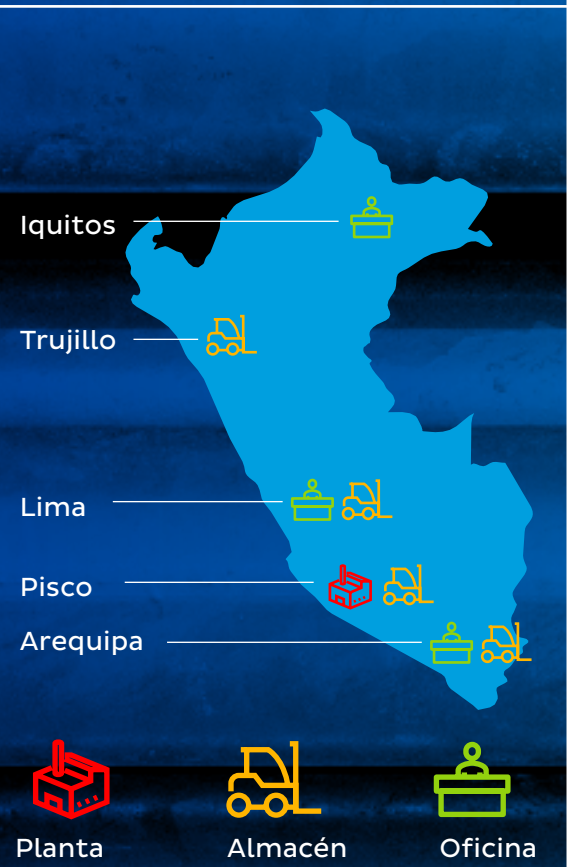 Iquitos
Trujillo
Lima
Pisco
Arequipa
Planta
Almacén
Oficina